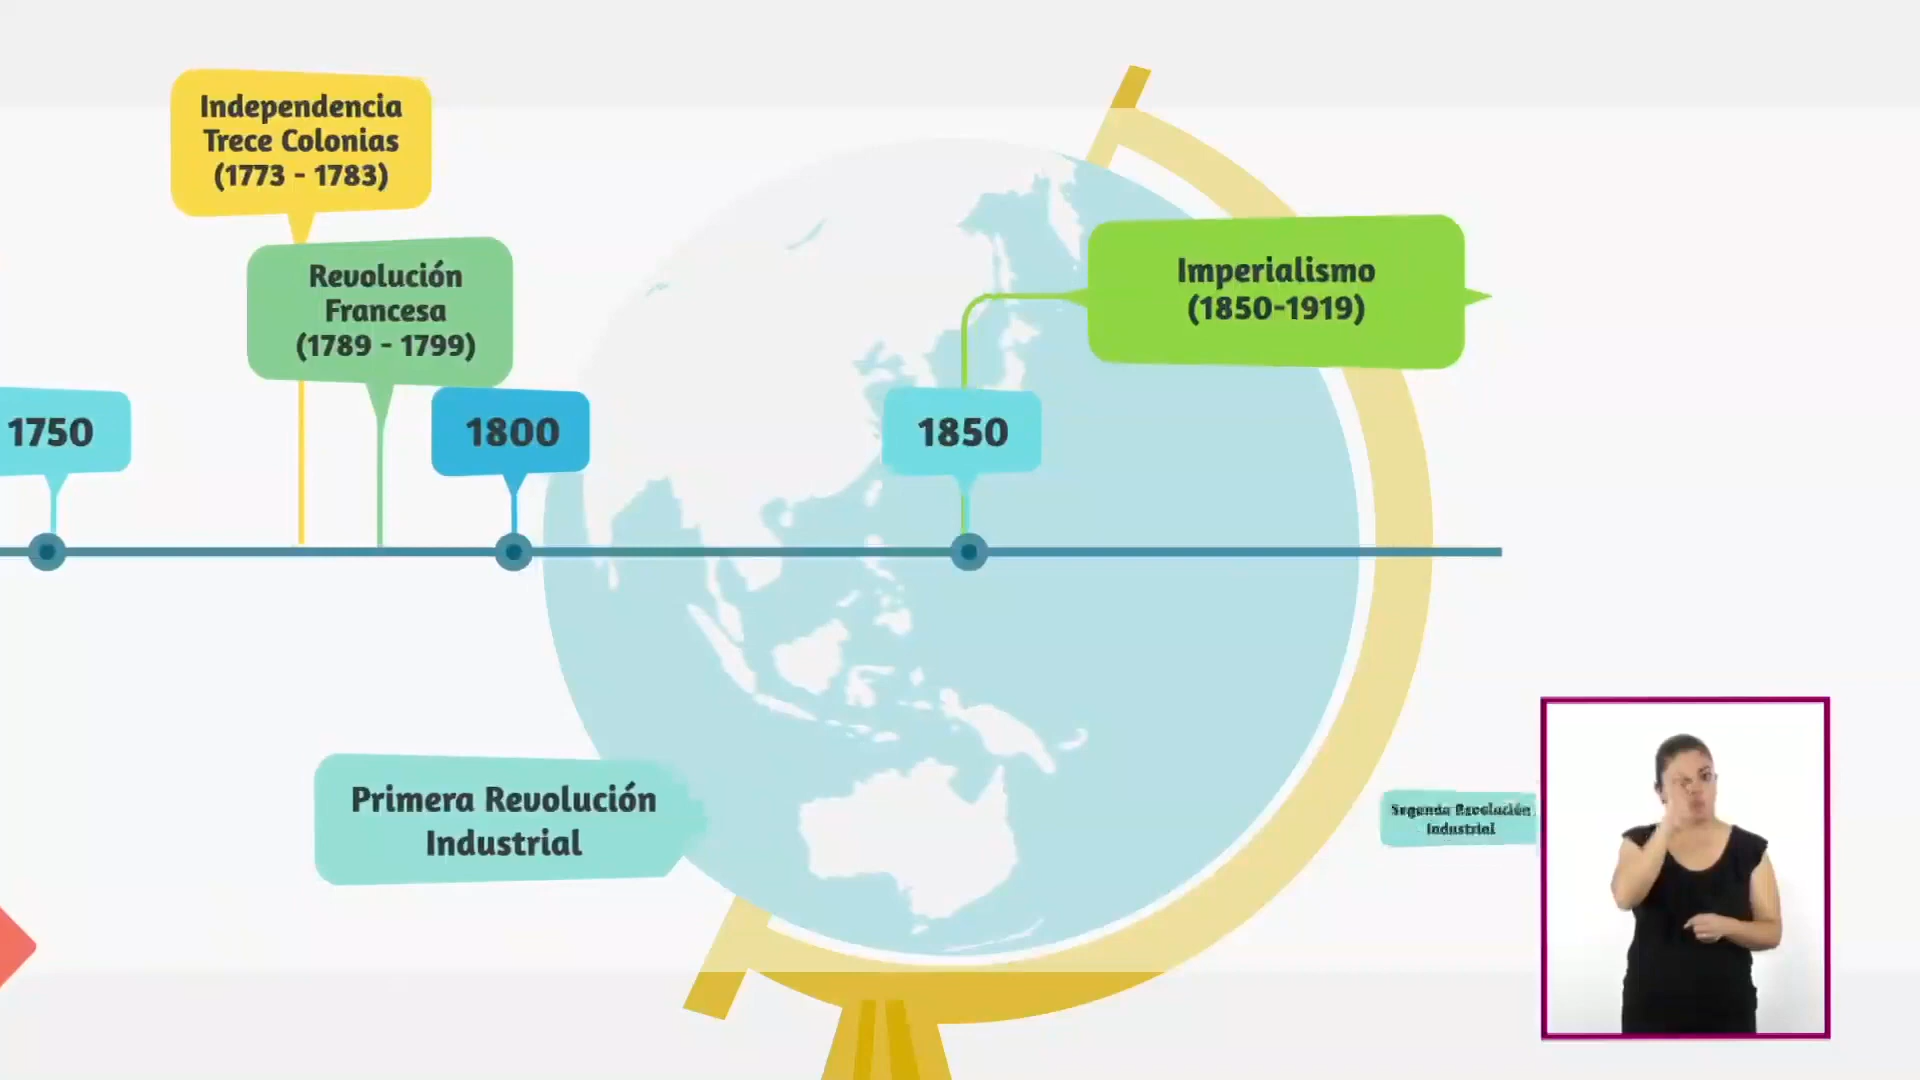 Independencia
Trece Colonias
(1773 - 1783)
Revolución
Francesa
(1789 - 1799)
Imperialismo
(1850-1919)
1750
1800
1850
Primera Revolución
Industrial
Segunda Revolución
Industrial